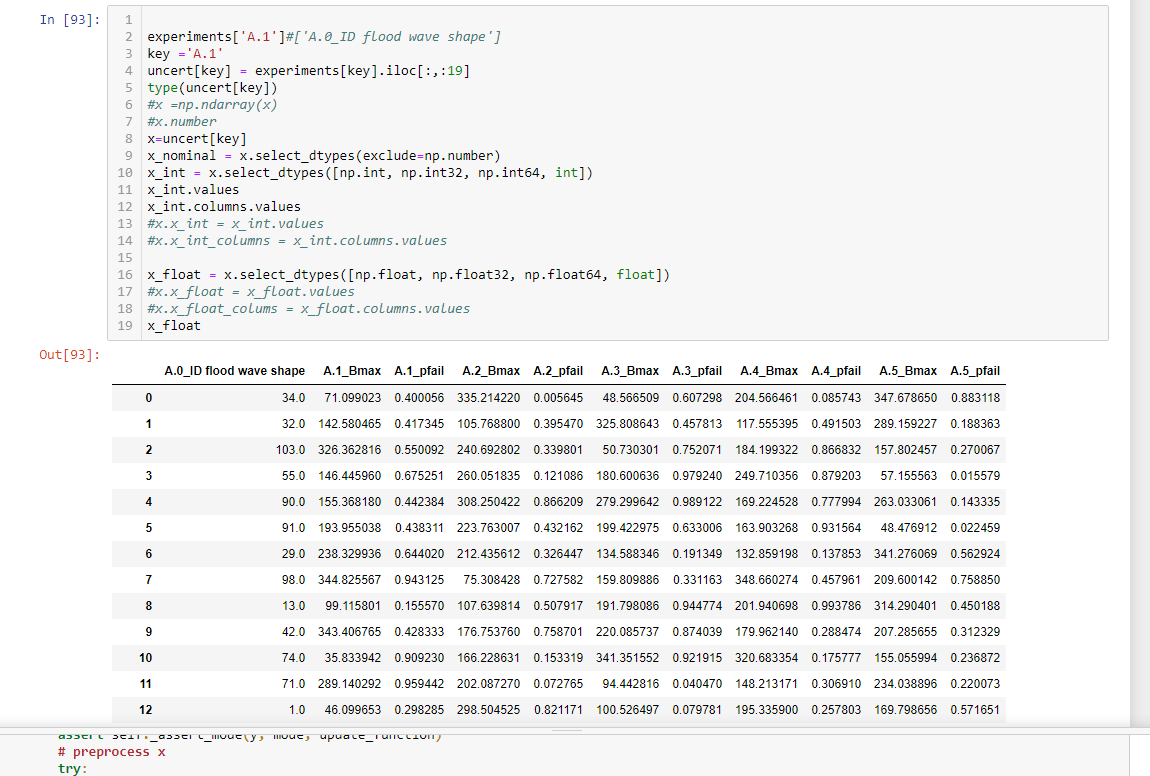 In [93]:
1
2 experiments['A.1']#['A.0_ID flood wave shape']
3 key ='A.1'
4 uncert[key] = experiments[key].iloc[:,:19]
5 type(uncert[key])
6 #x =np.ndarray(x)
7 #x.number
8 x=uncert[key]
9 x_nominal = x.select_dtypes(exclude=np.number)
10 x_int = x.select_dtypes([np.int, np.int32, np.int64, int])
11 x_int.values
12 x_int.columns.values
13 #x.x_int = x_int.values
14 #x.x_int_columns = x_int.columns.values
15
16 x_float = x.select_dtypes([np.float, np.float32, np.float64, float])
17 #x.x_float = x_float.values
18 #x.x_float_colums = x_float.columns.values
19 x_float
Out[93]:
A.0_ID flood wave shape A.1_Bmax A.1_pfail A.2_Bmax A.2_pfail A.3_Bmax A.3_pfail A.4_Bmax A.4_pfail A.5_Bmax A.5_pfail
0 34.0 71.099023 0.400056 335.214220 0.005645 48.566509 0.607298 204.566461 0.085743 347.678650 0.883118
1 32.0 142.580465 0.417345 105.768800 0.395470 325.808643 0.457813 117.555395 0.491503 289.159227 0.188363
2 103.0 326.362816 0.550092 240.692802 0.339801 50.730301 0.752071 184.199322 0.866832 157.802457 0.270067
3 55.0 146.445960 0.675251 260.051835 0.121086 180.600636 0.979240 249.710356 0.879203 57.155563 0.015579
4 90.0 155.368180 0.442384 308.250422 0.866209 279.299642 0.989122 169.224528 0.777994 263.033061 0.143335
5 91.0 193.955038 0.438311 223.763007 0.432162 199.422975 0.633006 163.903268 0.931564 48.476912 0.022459
6 29.0 238.329936 0.644020 212.435612 0.326447 134.588346 0.191349 132.859198 0.137853 341.276069 0.562924
7 98.0 344.825567 0.943125 75.308428 0.727582 159.809886 0.331163 348.660274 0.457961 209.600142 0.758850
8 13.0 99.115801 0.155570 107.639814 0.507917 191.798086 0.944774 201.940698 0.993786 314.290401 0.450188
9 42.0 343.406765 0.428333 176.753760 0.758701 220.085737 0.874039 179.962140 0.288474 207.285655 0.312329
10 74.0 35.833942 0.909230 166.228631 0.153319 341.351552 0.921915 320.683354 0.175777 155.055994 0.236872
11 71.0 289.140292 0.959442 202.087270 0.072765 94.442816 0.040470 148.213171 0.306910 234.038896 0.220073
12 1.0 46.099653 0.298285 298.504525 0.821171 100.526497 0.079781 195.335900 0.257803 169.798656 0.571651
assert self._assert_mode(y, mode, update_function)
# preprocess x
try: